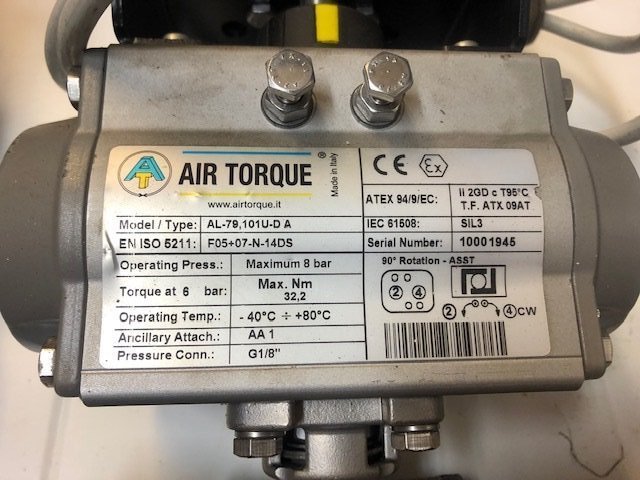 AT
AIR TORQUE
®
Made in Italy
www.airtorque.it
Model / Type: AL-79,101U-D A
EN ISO 5211: F05+07-N-14DS
Operating Press.: Maximum 8 bar
Torque at 6 bar: Max. Nm
32,2
Operating Temp.: - 40°C ÷ +80°C
Ancillary Attach.: AA 1
Pressure Conn.: G1/8"
CE Ex
ATEX 94/9/EC: II 2GD c T95°C
T.F. ATX 09AT
IEC 61508: SIL3
Serial Number: 10001945
90° Rotation - ASST
2 4
2 4 CW